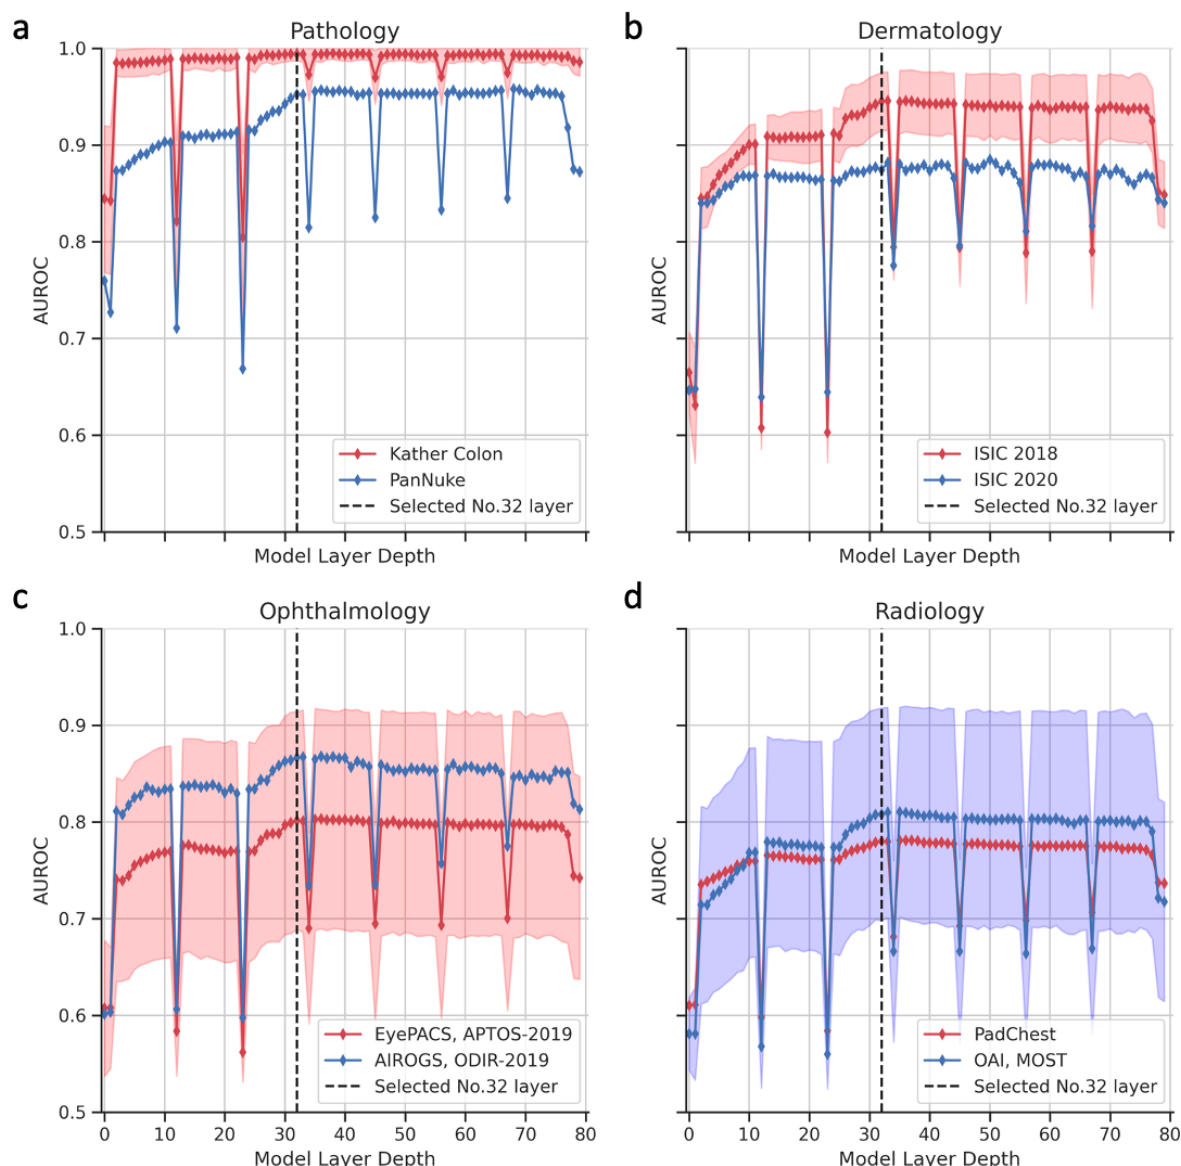 a
Pathology
1.0
0.9
0.8
0.7
0.6
0.5
AUROC
Kather Colon
PanNuke
Selected No.32 layer
Model Layer Depth
b
Dermatology
AUROC
ISIC 2018
ISIC 2020
Selected No.32 layer
Model Layer Depth
c
Ophthalmology
1.0
0.9
0.8
0.7
0.6
0.5
AUROC
EyePACS, APTOS-2019
AIROGS, ODIR-2019
Selected No.32 layer
0 10 20 30 40 50 60 70 80
Model Layer Depth
d
Radiology
AUROC
PadChest
OAI, MOST
Selected No.32 layer
0 10 20 30 40 50 60 70 80
Model Layer Depth